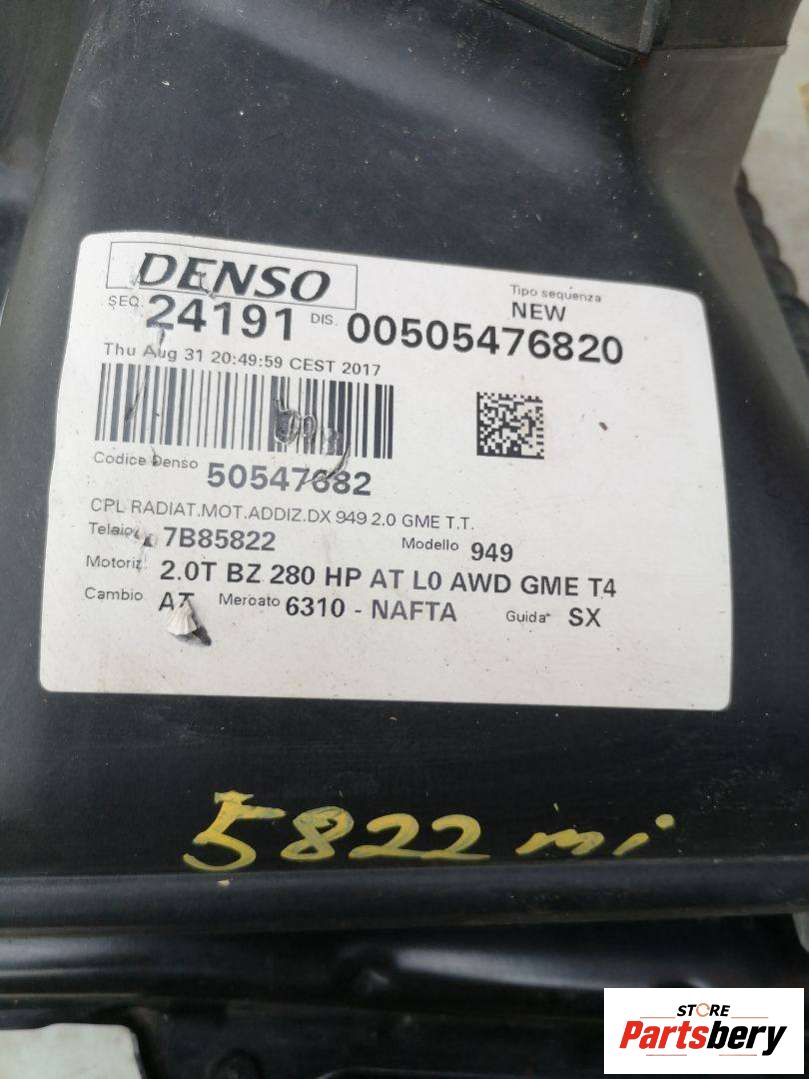 DENSO
Tipo sequenza
NEW
SEQ. 24191 DIS. 00505476820
Thu Aug 31 20:49:59 CEST 2017
Codice Denso 50547682
CPL RADIAT.MOT.ADDIZ.DX 949 2.0 GME T.T.
Telaio 7B85822 Modello 949
Motoriz. 2.0T BZ 280 HP AT L0 AWD GME T4
Cambio AT Mercato 6310 - NAFTA Guida SX
5822 mi
STORE
Partsbery